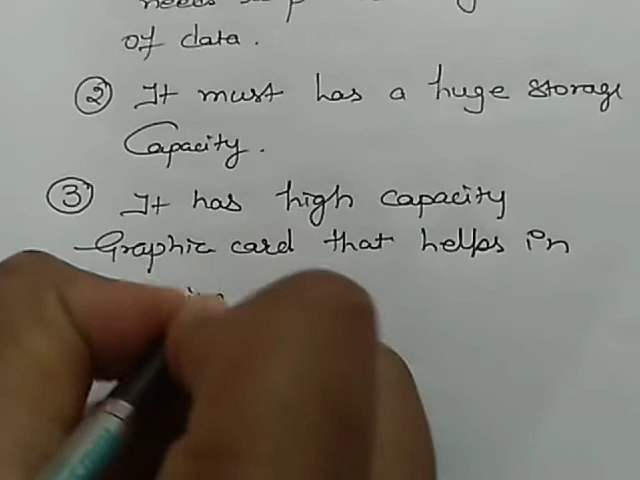 of data.
② It must has a huge storage
Capacity.
③ It has high capacity
Graphic card that helps in